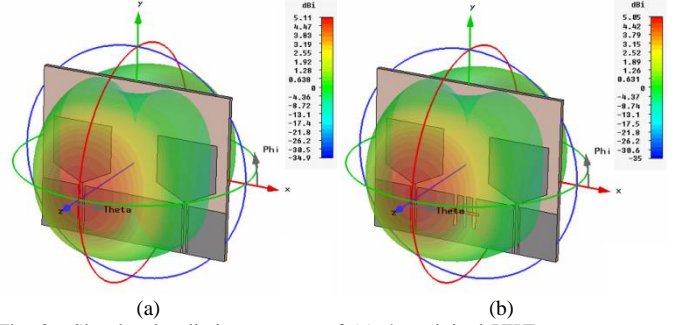 y
dBi
5.11
4.47
3.83
3.19
2.55
1.92
1.28
0.638
0
-4.36
-8.72
-13.1
-17.4
-21.8
-26.2
-30.5
-34.9
Phi
x
z
Theta
y
dBi
5.05
4.42
3.79
3.15
2.52
1.89
1.26
0.631
0
-4.38
-8.74
-13.1
-17.5
-21.9
-26.3
-30.6
-35
Phi
x
z
Theta
(a)
(b)